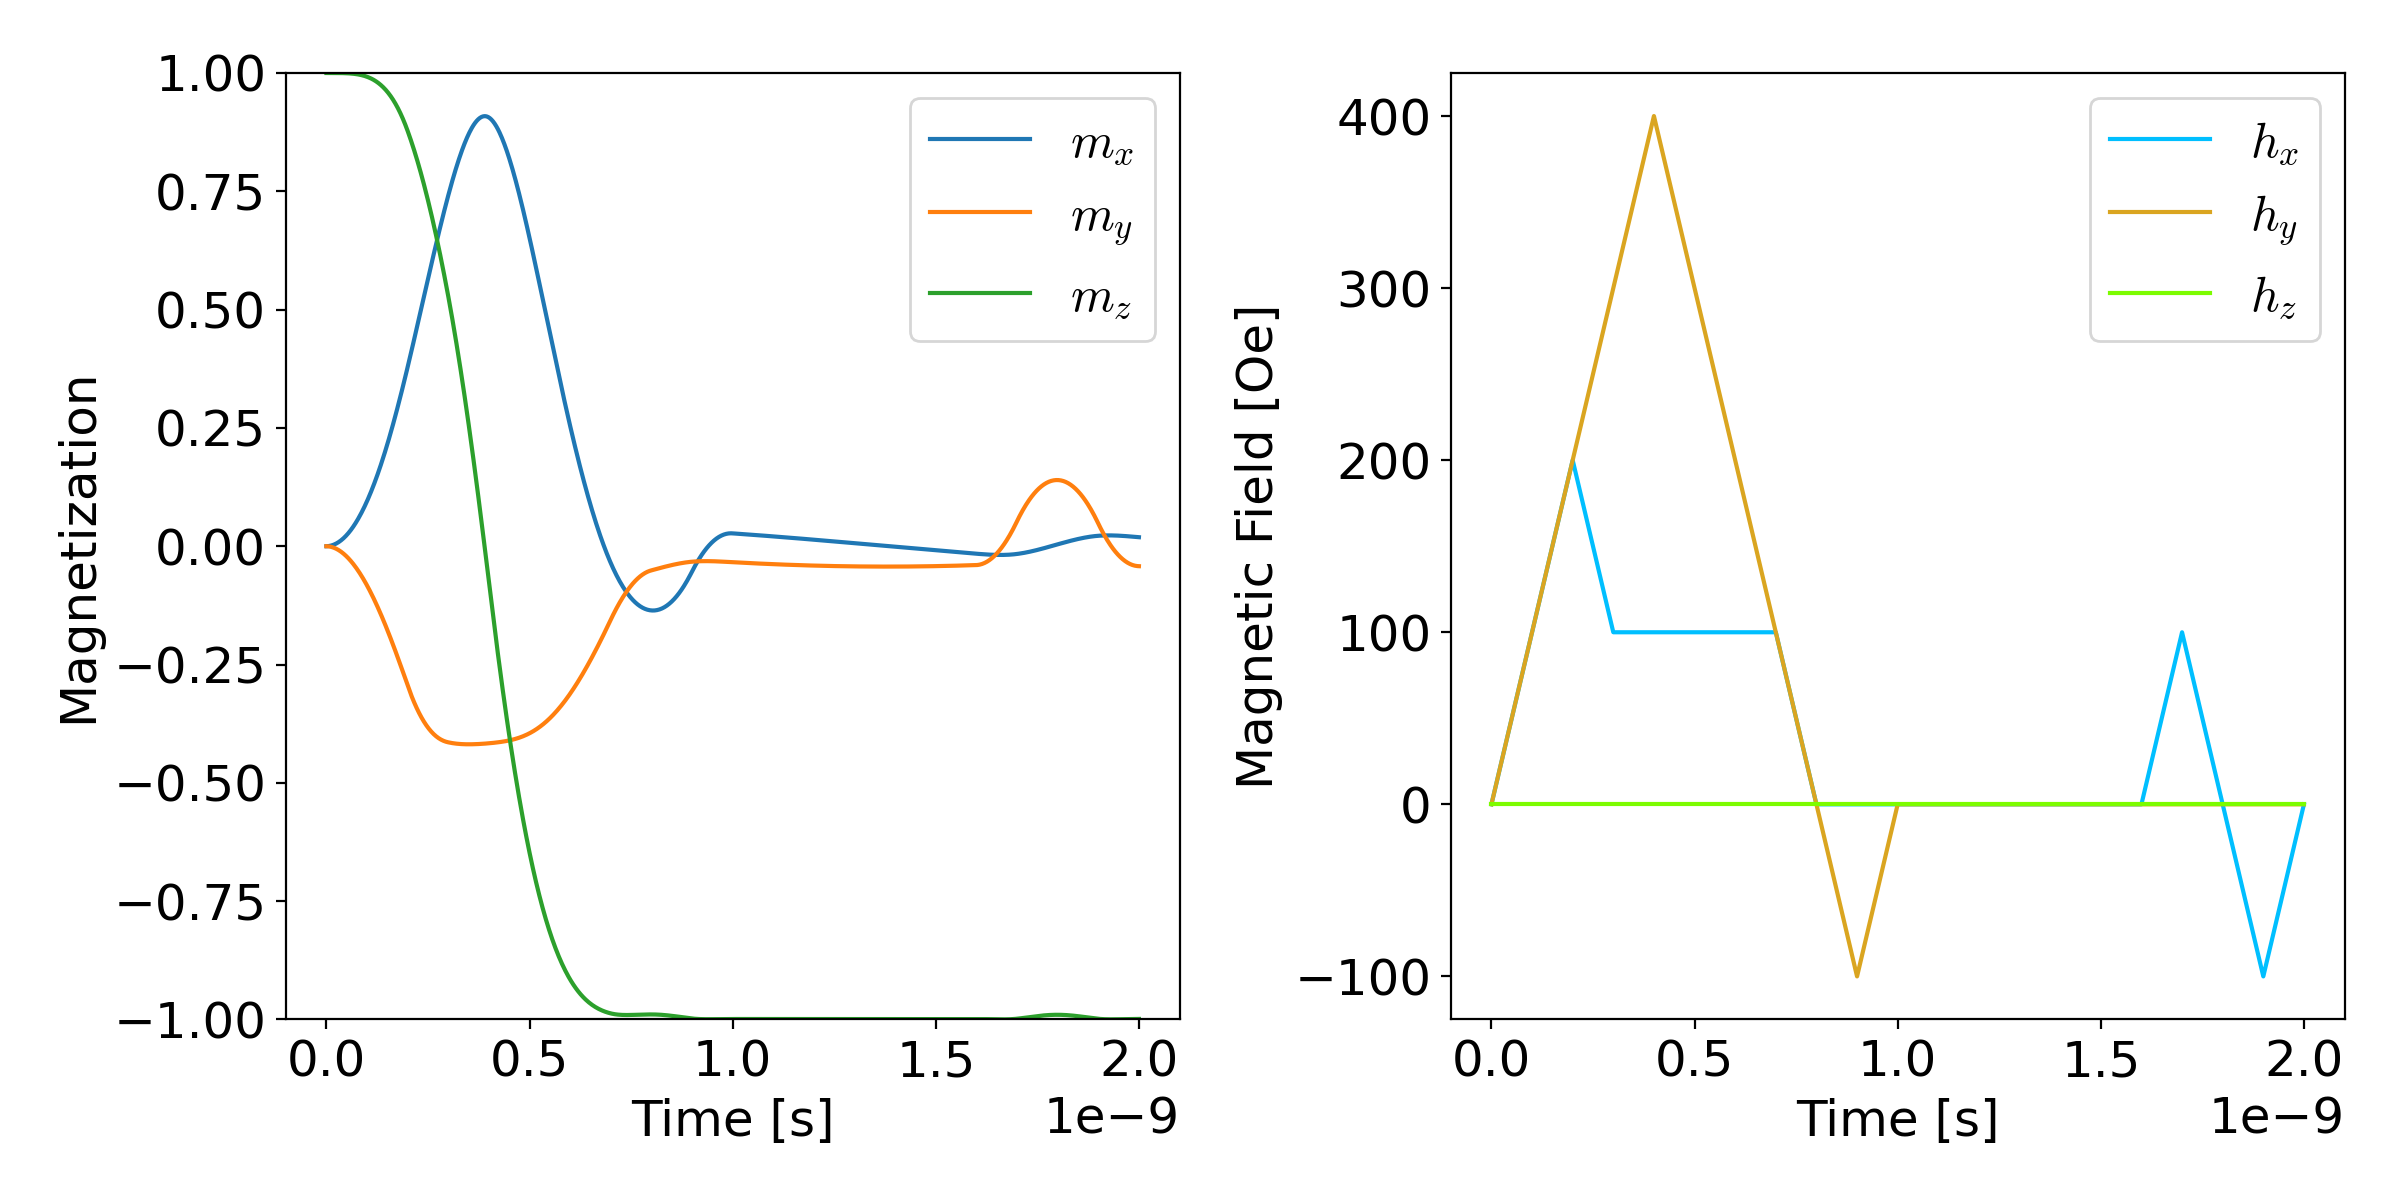 Magnetization
1.00
0.75
0.50
0.25
0.00
−0.25
−0.50
−0.75
−1.00
0.0 0.5 1.0 1.5 2.0
Time [s]
1e−9
m_x
m_y
m_z
Magnetic Field [Oe]
400
300
200
100
0
−100
0.0 0.5 1.0 1.5 2.0
Time [s]
1e−9
h_x
h_y
h_z